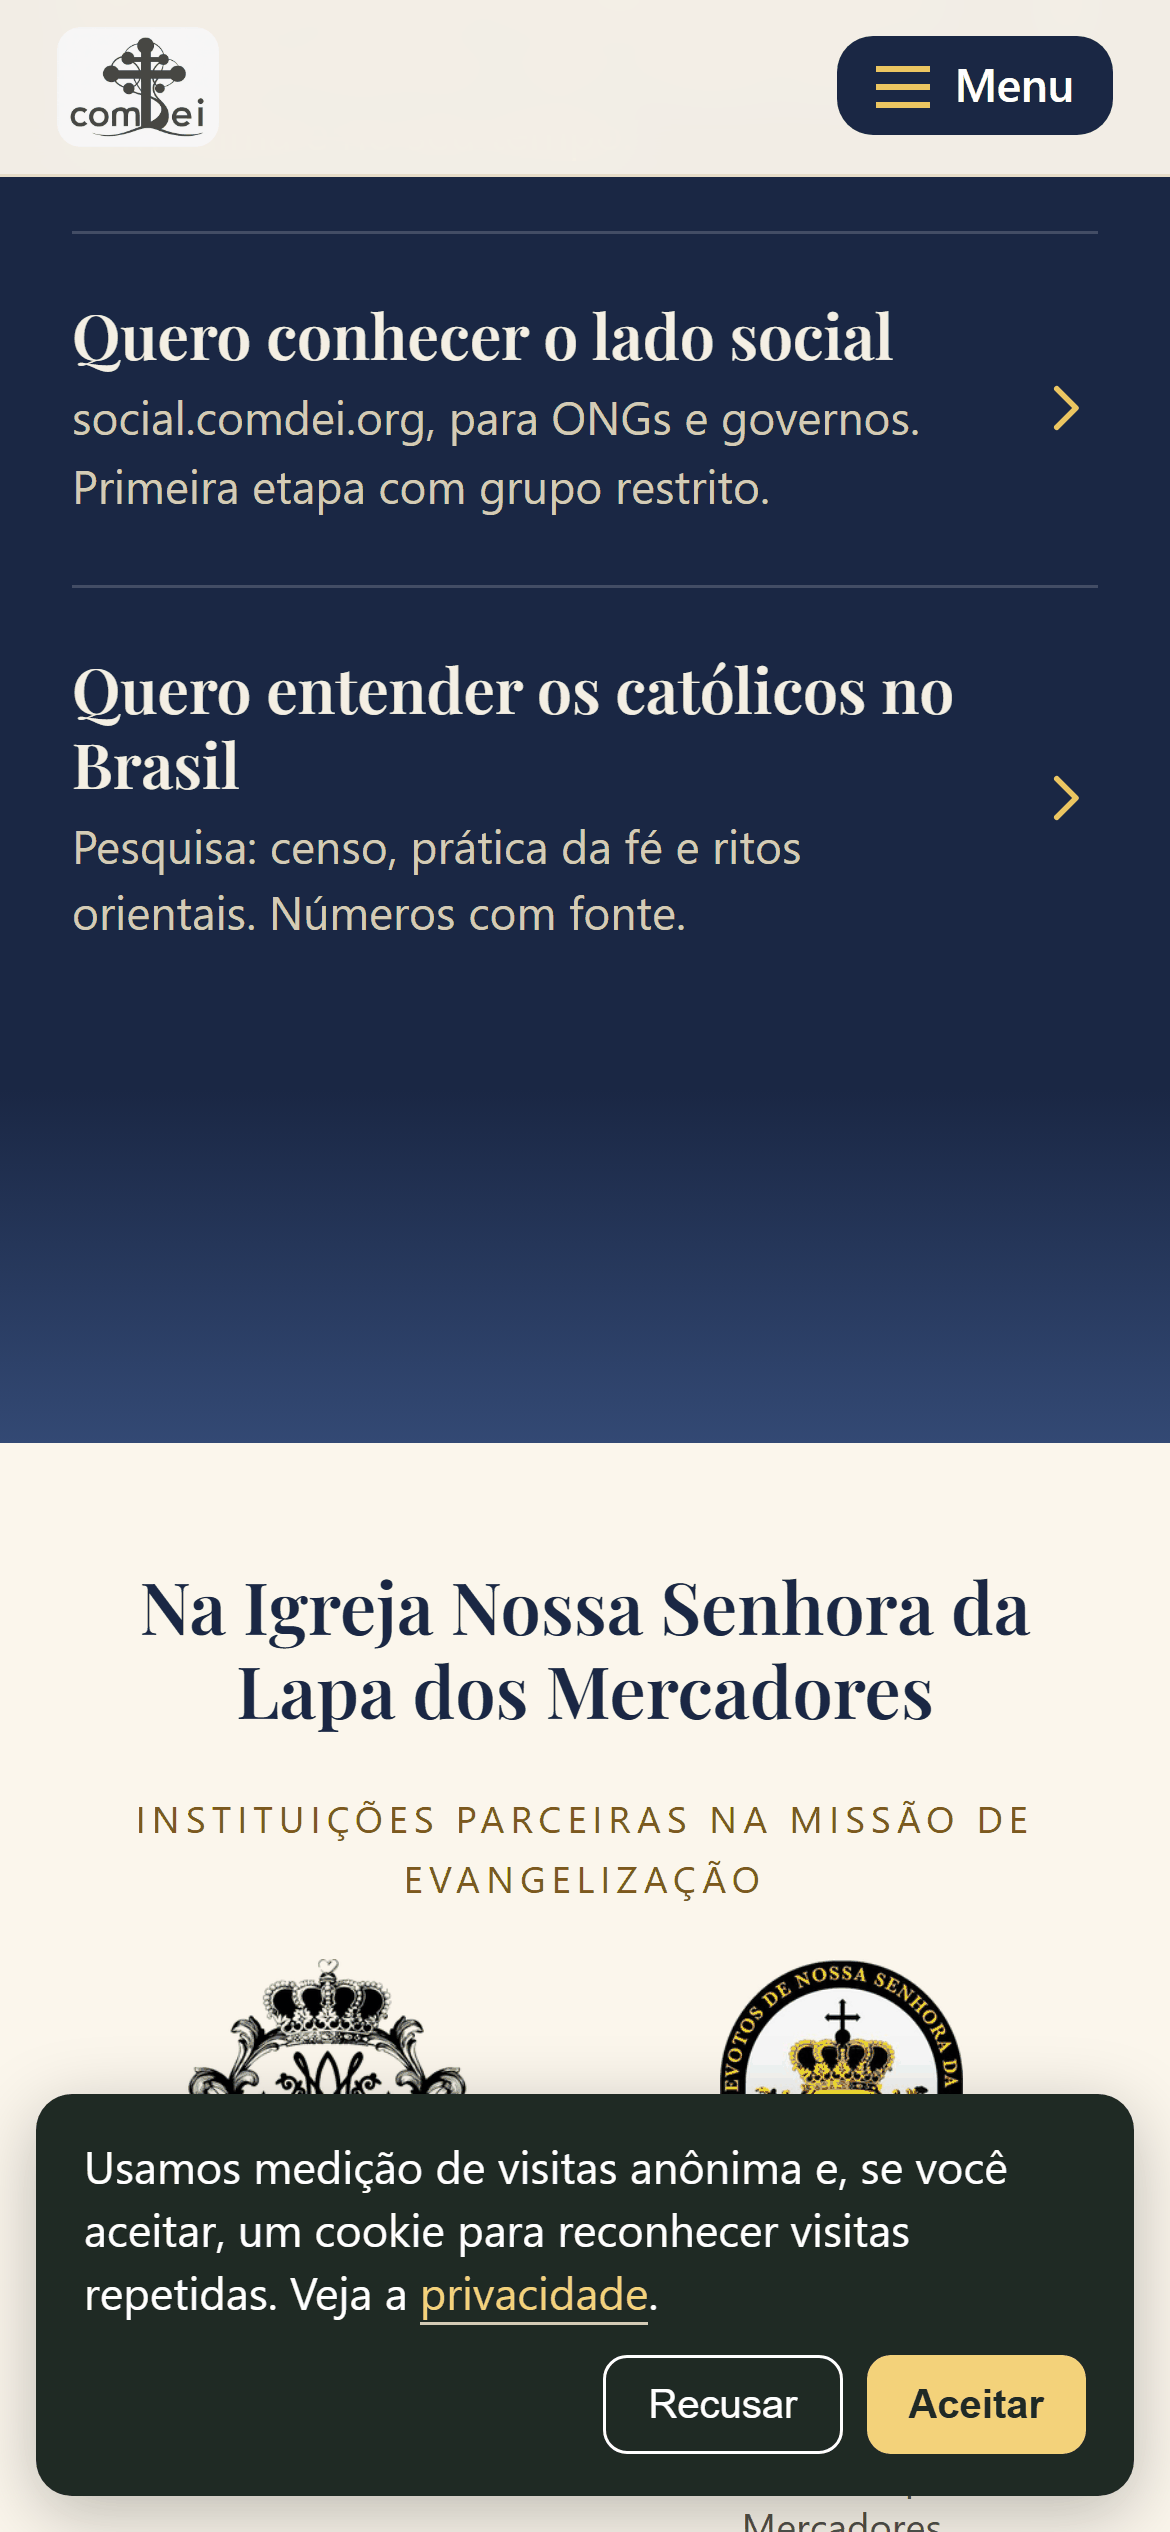 comDei
Menu
Quero conhecer o lado social
social.comdei.org, para ONGs e governos.
Primeira etapa com grupo restrito.
Quero entender os católicos no
Brasil
Pesquisa: censo, prática da fé e ritos
orientais. Números com fonte.
Na Igreja Nossa Senhora da
Lapa dos Mercadores
INSTITUIÇÕES PARCEIRAS NA MISSÃO DE
EVANGELIZAÇÃO
EVOTOS DE NOSSA SENHORA DA
Usamos medição de visitas anônima e, se você
aceitar, um cookie para reconhecer visitas
repetidas. Veja a privacidade.
Recusar
Aceitar
Mercadores